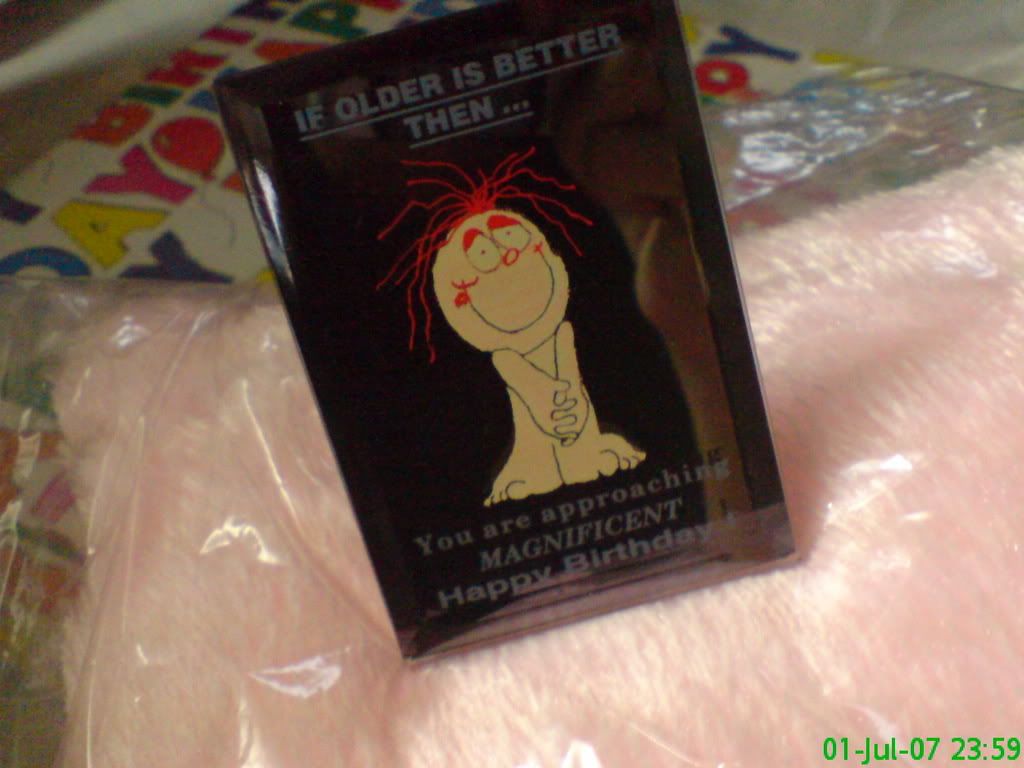 IF OLDER IS BETTER
THEN ...
You are approaching
MAGNIFICENT
Happy Birthday !
01-Jul-07 23:59